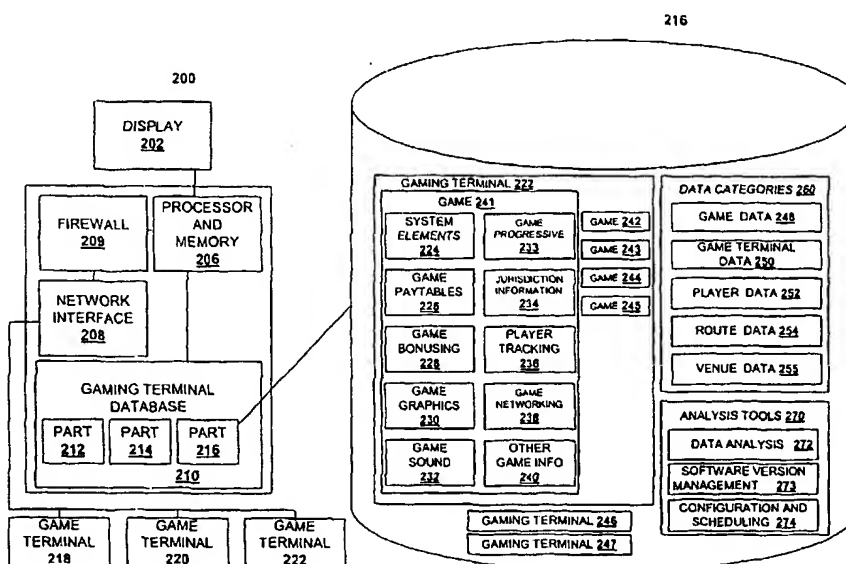 216
200
DISPLAY
202
FIREWALL
209
PROCESSOR
AND
MEMORY
206
NETWORK
INTERFACE
208
GAMING TERMINAL
DATABASE
PART
212
PART
214
PART
216
210
GAME
TERMINAL
218
GAME
TERMINAL
220
GAME
TERMINAL
222
GAMING TERMINAL 222
GAME 241
SYSTEM
ELEMENTS
224
GAME
PROGRESSIVE
233
GAME
PAYTABLES
226
JURISDICTION
INFORMATION
234
GAME
BONUSING
228
PLAYER
TRACKING
236
GAME
GRAPHICS
230
GAME
NETWORKING
238
GAME
SOUND
232
OTHER
GAME INFO
240
GAME 242
GAME 243
GAME 244
GAME 245
GAMING TERMINAL 246
GAMING TERMINAL 247
DATA CATEGORIES 260
GAME DATA 248
GAME TERMINAL
DATA 250
PLAYER DATA 252
ROUTE DATA 254
VENUE DATA 255
ANALYSIS TOOLS 270
DATA ANALYSIS 272
SOFTWARE VERSION
MANAGEMENT 273
CONFIGURATION AND
SCHEDULING 274